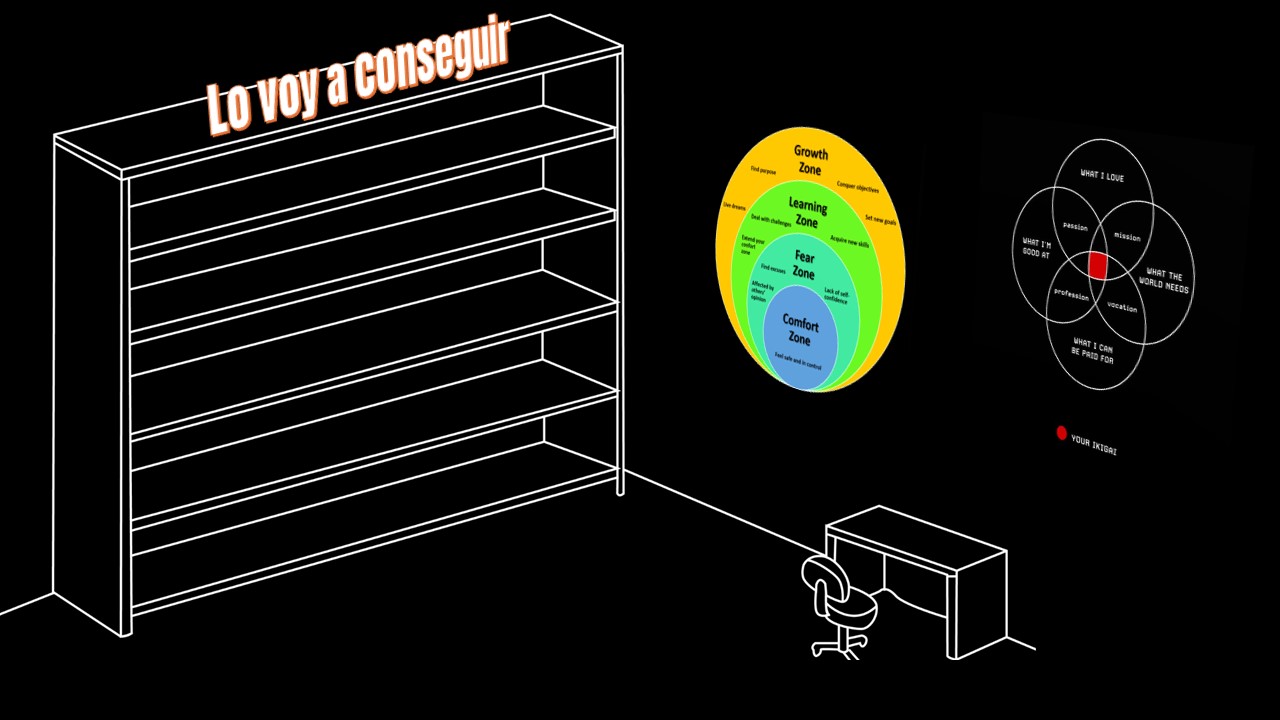 Lo voy a conseguir
Growth
Zone
Find purpose
Conquer objectives
Live dreams
Set new goals
Learning
Zone
Deal with challenges
Acquire new skills
Extend your
comfort
zone
Fear
Zone
Find excuses
Lack of self-
confidence
Affected by
others'
opinion
Comfort
Zone
Feel safe and in control
WHAT I LOVE
passion
mission
WHAT I'M
GOOD AT
WHAT THE
WORLD NEEDS
profession
vocation
WHAT I CAN
BE PAID FOR
YOUR IKIGAI